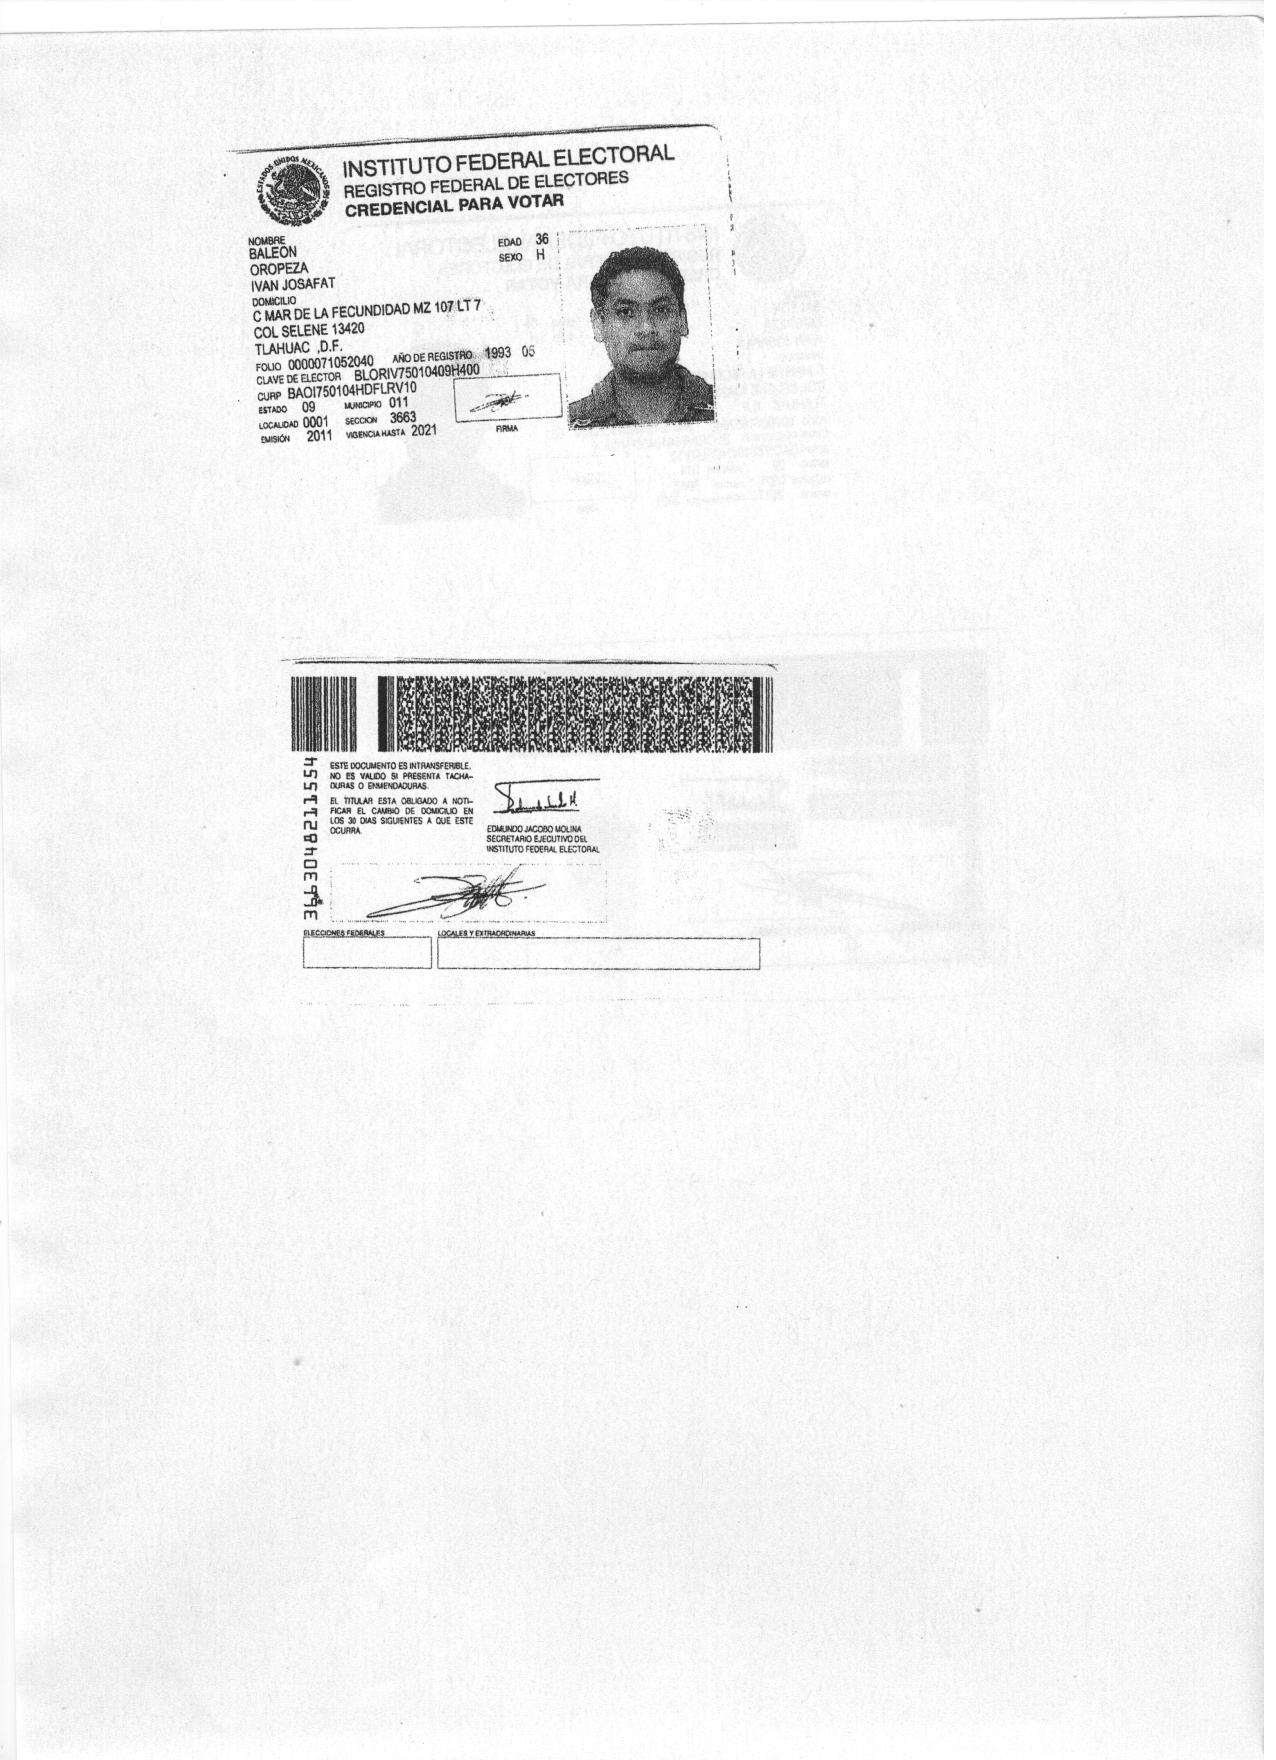 ESTADOS UNIDOS MEXICANOS
INSTITUTO FEDERAL ELECTORAL
REGISTRO FEDERAL DE ELECTORES
CREDENCIAL PARA VOTAR
NOMBRE
BALEON
OROPEZA
IVAN JOSAFAT
EDAD 36
SEXO H
DOMICILIO
C MAR DE LA FECUNDIDAD MZ 107 LT 7
COL SELENE 13420
TLAHUAC ,D.F.
FOLIO 0000071052040 AÑO DE REGISTRO 1993 05
CLAVE DE ELECTOR BLORIV75010409H400
CURP BAOI750104HDFLRV10
ESTADO 09 MUNICIPIO 011
LOCALIDAD 0001 SECCION 3663
EMISIÓN 2011 VIGENCIA HASTA 2021
FIRMA
ESTE DOCUMENTO ES INTRANSFERIBLE.
NO ES VALIDO SI PRESENTA TACHA-
DURAS O ENMENDADURAS.
EL TITULAR ESTA OBLIGADO A NOTI-
FICAR EL CAMBIO DE DOMICILIO EN
LOS 30 DIAS SIGUIENTES A QUE ESTE
OCURRA.
EDMUNDO JACOBO MOLINA
SECRETARIO EJECUTIVO DEL
INSTITUTO FEDERAL ELECTORAL
ELECCIONES FEDERALES
LOCALES Y EXTRAORDINARIAS